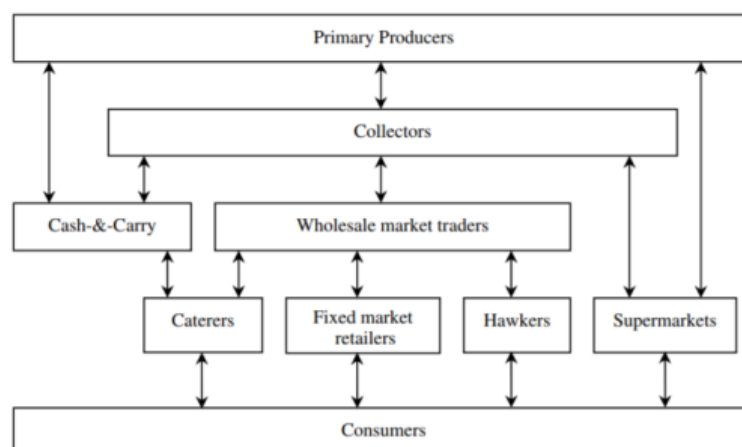 Primary Producers
Collectors
Cash-&-Carry
Wholesale market traders
Caterers
Fixed market
retailers
Hawkers
Supermarkets
Consumers